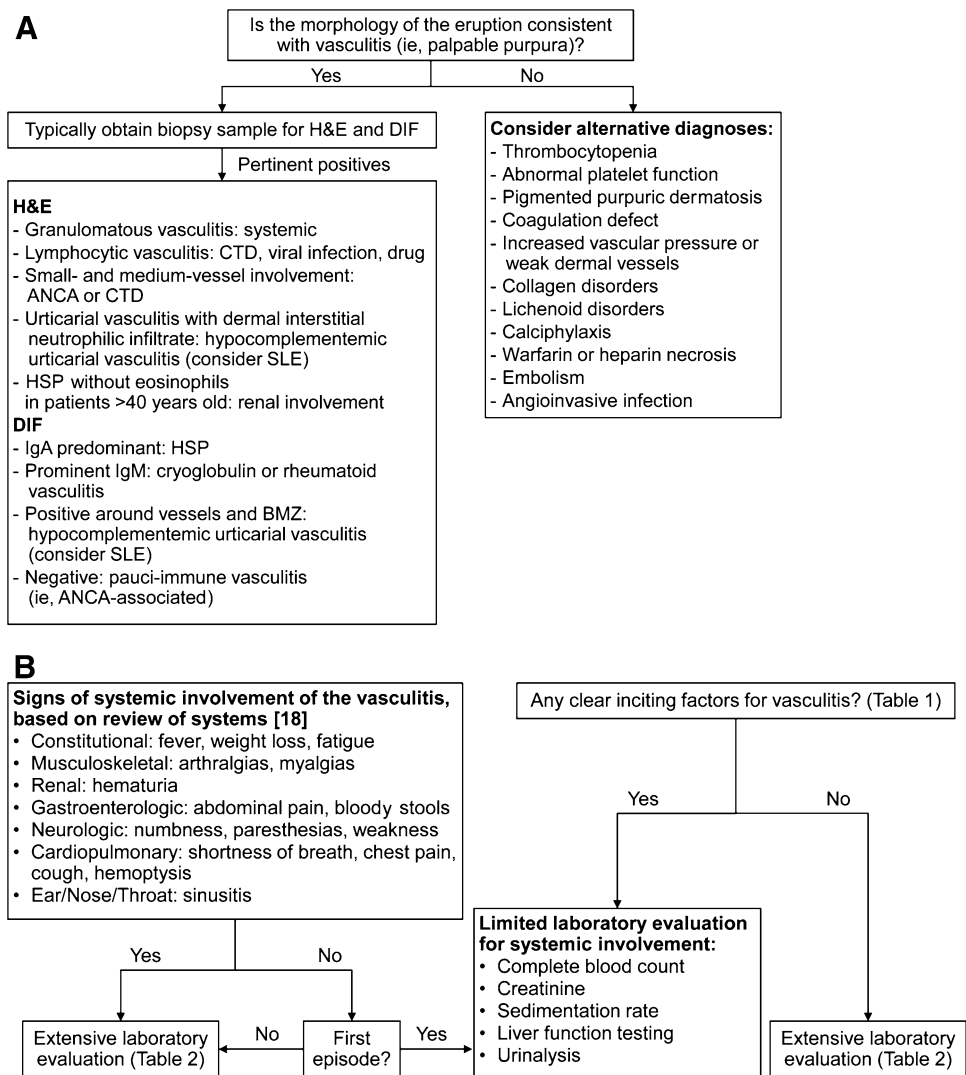 A
Is the morphology of the eruption consistent
with vasculitis (ie, palpable purpura)?
Yes
No
Typically obtain biopsy sample for H&E and DIF
Pertinent positives
H&E
- Granulomatous vasculitis: systemic
- Lymphocytic vasculitis: CTD, viral infection, drug
- Small- and medium-vessel involvement:
ANCA or CTD
- Urticarial vasculitis with dermal interstitial
neutrophilic infiltrate: hypocomplementemic
urticarial vasculitis (consider SLE)
- HSP without eosinophils
in patients >40 years old: renal involvement
DIF
- IgA predominant: HSP
- Prominent IgM: cryoglobulin or rheumatoid
vasculitis
- Positive around vessels and BMZ:
hypocomplementemic urticarial vasculitis
(consider SLE)
- Negative: pauci-immune vasculitis
(ie, ANCA-associated)
Consider alternative diagnoses:
- Thrombocytopenia
- Abnormal platelet function
- Pigmented purpuric dermatosis
- Coagulation defect
- Increased vascular pressure or
weak dermal vessels
- Collagen disorders
- Lichenoid disorders
- Calciphylaxis
- Warfarin or heparin necrosis
- Embolism
- Angioinvasive infection
B
Signs of systemic involvement of the vasculitis,
based on review of systems [18]
• Constitutional: fever, weight loss, fatigue
• Musculoskeletal: arthralgias, myalgias
• Renal: hematuria
• Gastroenterologic: abdominal pain, bloody stools
• Neurologic: numbness, paresthesias, weakness
• Cardiopulmonary: shortness of breath, chest pain,
cough, hemoptysis
• Ear/Nose/Throat: sinusitis
Yes
No
Extensive laboratory
evaluation (Table 2)
No
First
episode?
Yes
Any clear inciting factors for vasculitis? (Table 1)
Yes
No
Limited laboratory evaluation
for systemic involvement:
• Complete blood count
• Creatinine
• Sedimentation rate
• Liver function testing
• Urinalysis
Extensive laboratory
evaluation (Table 2)